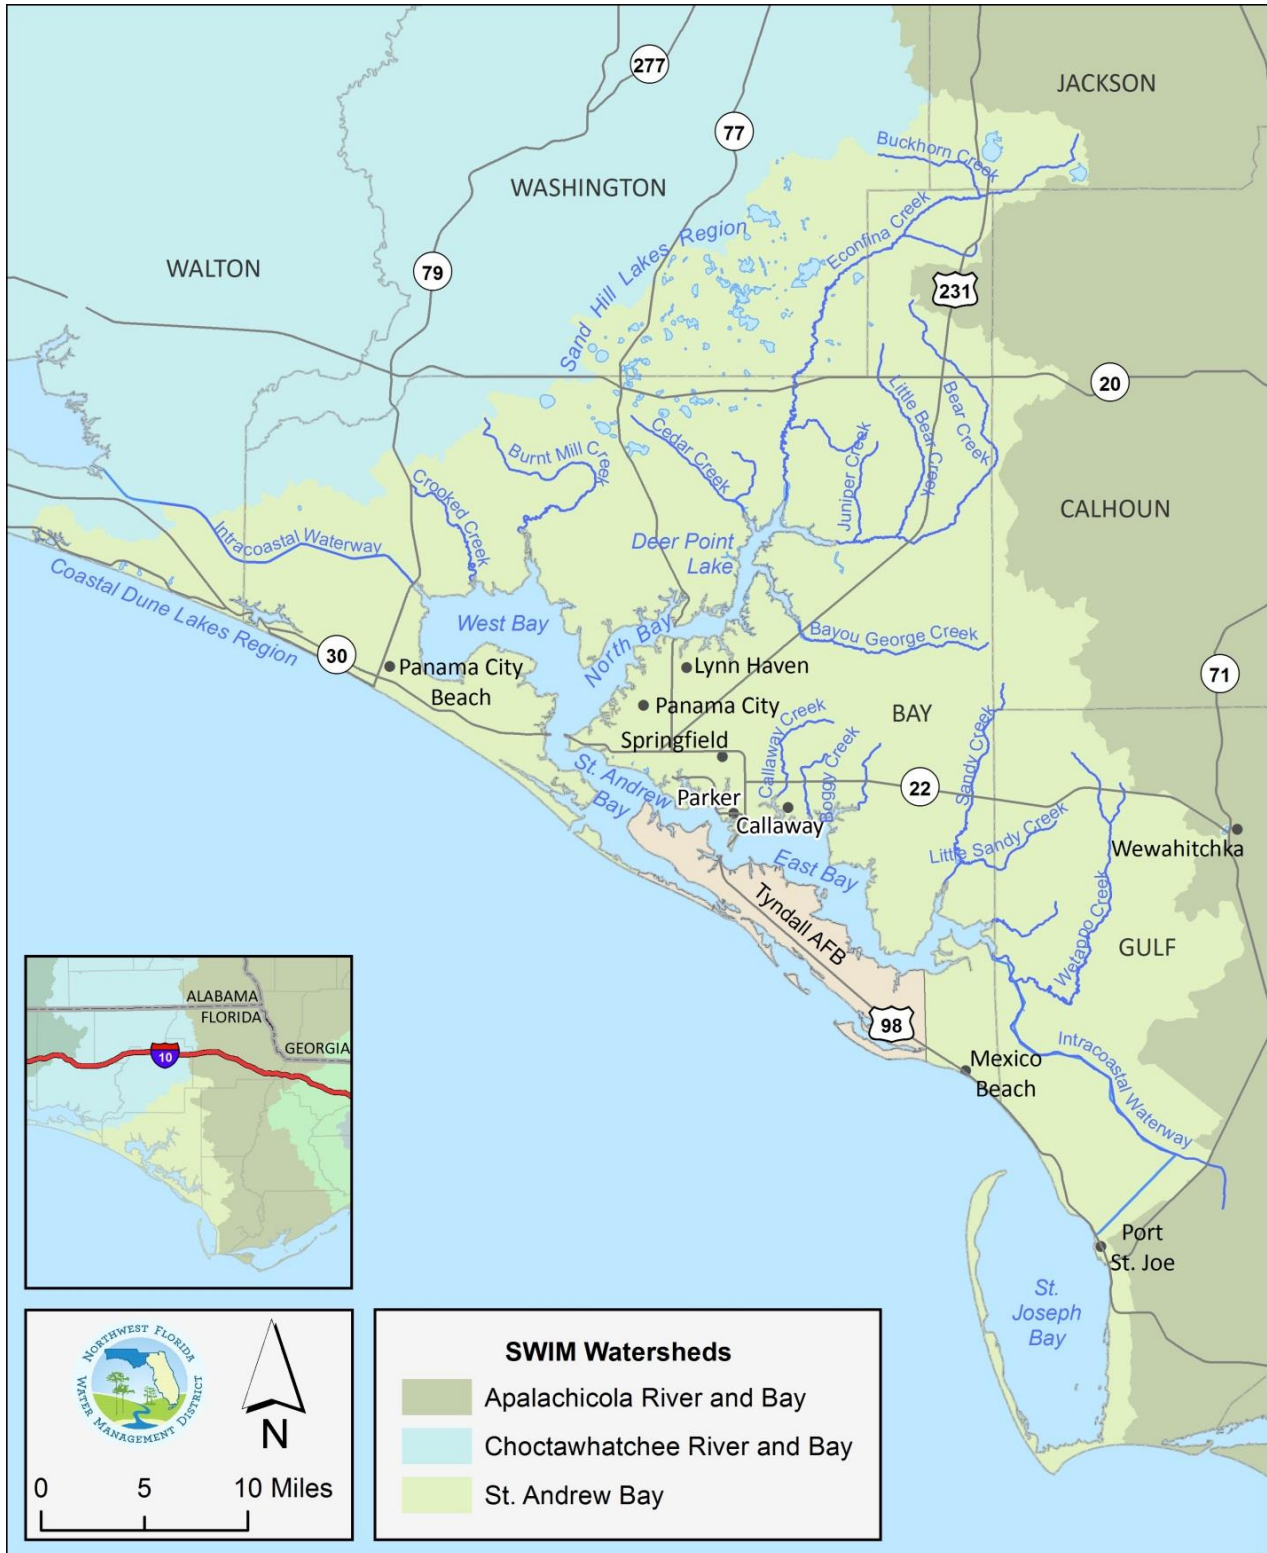 277
JACKSON
77
Buckhorn Creek
WASHINGTON
Econfina Creek
Sand Hill Lakes Region
WALTON
79
231
20
Little Bear Creek
Bear Creek
Cedar Creek
Juniper Creek
Burnt Mill Creek
Crooked Creek
CALHOUN
Intracoastal Waterway
Deer Point
Lake
Coastal Dune Lakes Region
West Bay
North Bay
Bayou George Creek
30
Panama City
Beach
Lynn Haven
71
Panama City
BAY
Springfield
Callaway Creek
Boggy Creek
Sandy Creek
St. Andrew
Bay
22
Parker
Callaway
Little Sandy Creek
Wewahitchka
East Bay
Tyndall AFB
Wetappo Creek
GULF
98
Mexico
Beach
Intracoastal Waterway
Port
St. Joe
St.
Joseph
Bay
ALABAMA
FLORIDA
GEORGIA
10
NORTHWEST FLORIDA
WATER MANAGEMENT DISTRICT
N
0 5 10 Miles
SWIM Watersheds
Apalachicola River and Bay
Choctawhatchee River and Bay
St. Andrew Bay